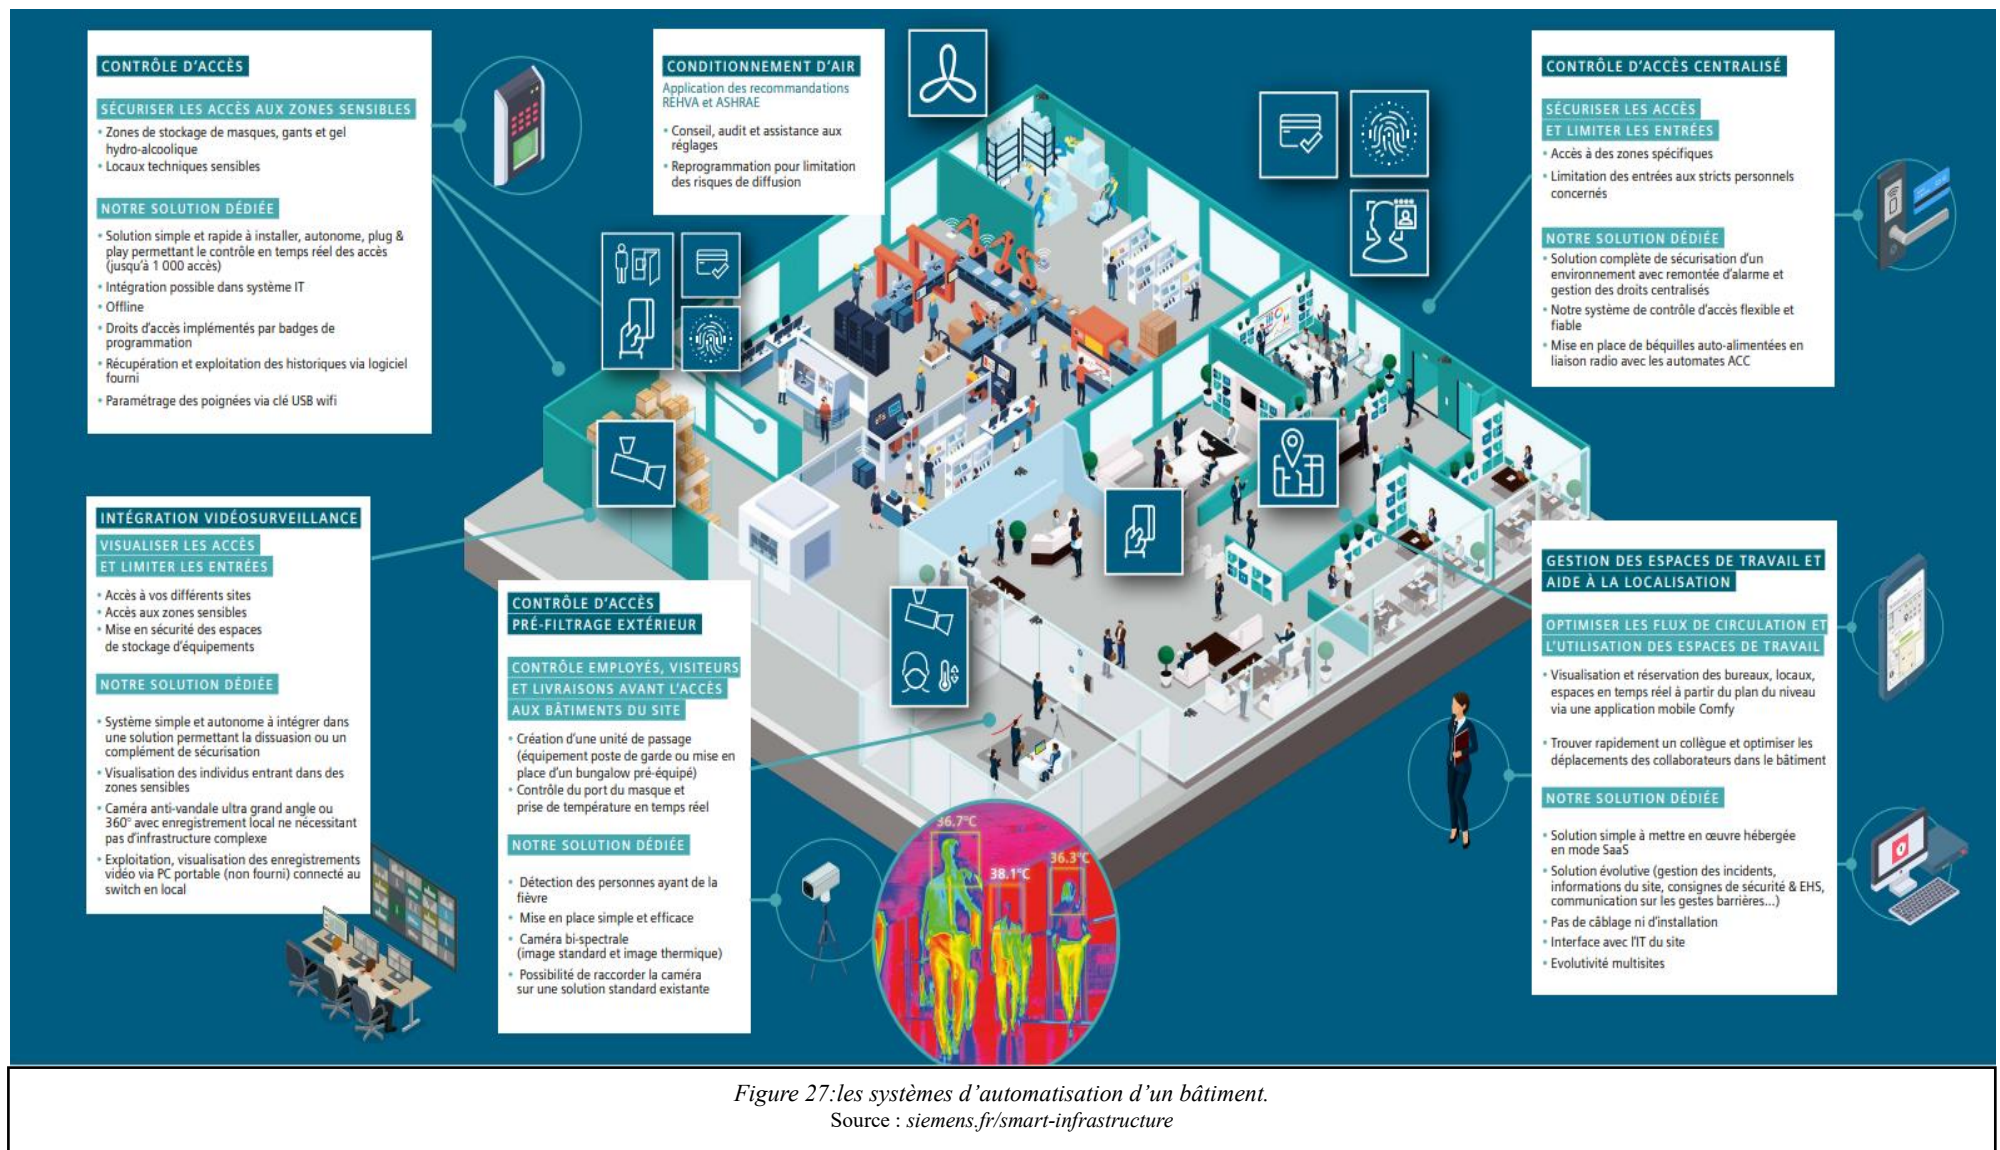 CONTRÔLE D'ACCÈS
SÉCURISER LES ACCÈS AUX ZONES SENSIBLES
• Zones de stockage de masques, gants et gel
hydro-alcoolique
• Locaux techniques sensibles
NOTRE SOLUTION DÉDIÉE
• Solution simple et rapide à installer, autonome, plug &
play permettant le contrôle en temps réel des accès
(jusqu'à 1 000 accès)
• Intégration possible dans système IT
• Offline
• Droits d'accès implémentés par badges de
programmation
• Récupération et exploitation des historiques via logiciel
fourni
• Paramétrage des poignées via clé USB wifi
CONDITIONNEMENT D'AIR
Application des recommandations
REHVA et ASHRAE
• Conseil, audit et assistance aux
réglages
• Reprogrammation pour limitation
des risques de diffusion
CONTRÔLE D'ACCÈS CENTRALISÉ
SÉCURISER LES ACCÈS
ET LIMITER LES ENTRÉES
• Accès à des zones spécifiques
• Limitation des entrées aux stricts personnels
concernés
NOTRE SOLUTION DÉDIÉE
• Solution complète de sécurisation d'un
environnement avec remontée d'alarme et
gestion des droits centralisés
• Notre système de contrôle d'accès flexible et
fiable
• Mise en place de béquilles auto-alimentées en
liaison radio avec les automates ACC
INTÉGRATION VIDÉOSURVEILLANCE
VISUALISER LES ACCÈS
ET LIMITER LES ENTRÉES
• Accès à vos différents sites
• Accès aux zones sensibles
• Mise en sécurité des espaces
de stockage d'équipements
NOTRE SOLUTION DÉDIÉE
• Système simple et autonome à intégrer dans
une solution permettant la dissuasion ou un
complément de sécurisation
• Visualisation des individus entrant dans des
zones sensibles
• Caméra anti-vandale ultra grand angle ou
360° avec enregistrement local ne nécessitant
pas d'infrastructure complexe
• Exploitation, visualisation des enregistrements
vidéo via PC portable (non fourni) connecté au
switch en local
CONTRÔLE D'ACCÈS
PRÉ-FILTRAGE EXTÉRIEUR
CONTRÔLE EMPLOYÉS, VISITEURS
ET LIVRAISONS AVANT L'ACCÈS
AUX BÂTIMENTS DU SITE
• Création d'une unité de passage
(équipement poste de garde ou mise en
place d'un bungalow pré-équipé)
• Contrôle du port du masque et
prise de température en temps réel
NOTRE SOLUTION DÉDIÉE
• Détection des personnes ayant de la
fièvre
• Mise en place simple et efficace
• Caméra bi-spectrale
(image standard et image thermique)
• Possibilité de raccorder la caméra
sur une solution standard existante
36.7°C
38.1°C
36.3°C
GESTION DES ESPACES DE TRAVAIL ET
AIDE À LA LOCALISATION
OPTIMISER LES FLUX DE CIRCULATION ET
L'UTILISATION DES ESPACES DE TRAVAIL
• Visualisation et réservation des bureaux, locaux,
espaces en temps réel à partir du plan du niveau
via une application mobile Comfy
• Trouver rapidement un collègue et optimiser les
déplacements des collaborateurs dans le bâtiment
NOTRE SOLUTION DÉDIÉE
• Solution simple à mettre en œuvre hébergée
en mode SaaS
• Solution évolutive (gestion des incidents,
informations du site, consignes de sécurité & EHS,
communication sur les gestes barrières...)
• Pas de câblage ni d'installation
• Interface avec l'IT du site
• Evolutivité multisites
Figure 27:les systèmes d'automatisation d'un bâtiment.
Source : siemens.fr/smart-infrastructure